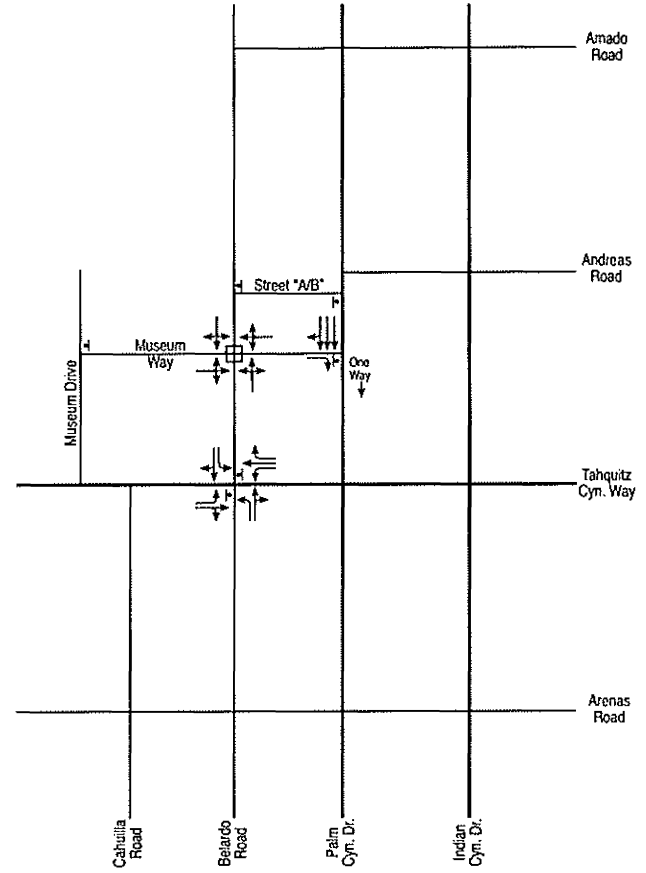 Amado
Road
Andreas
Road
Street "A/B"
Museum
Way
One
Way
Museum Drive
Tahquitz
Cyn. Way
Arenas
Road
Cahuilla
Road
Belardo
Road
Palm
Cyn. Dr.
Indian
Cyn. Dr.